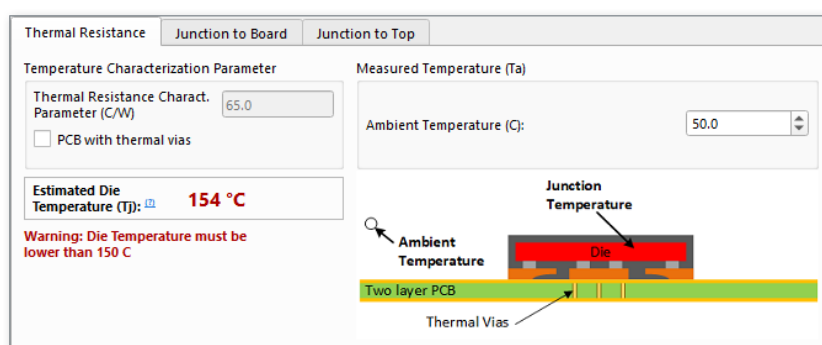 Thermal Resistance
Junction to Board
Junction to Top
Temperature Characterization Parameter
Measured Temperature (Ta)
Thermal Resistance Charact.
Parameter (C/W)
65.0
PCB with thermal vias
Ambient Temperature (C):
50.0
Estimated Die
Temperature (Tj): (?)
154 °C
Warning: Die Temperature must be
lower than 150 C
Junction
Temperature
Ambient
Temperature
Die
Two layer PCB
Thermal Vias